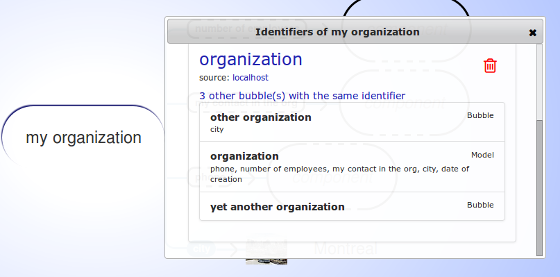 number of e
Identifiers of my organization
organization
source: localhost
3 other bubble(s) with the same identifier
other organization
Bubble
city
my organization
organization
Model
phone, number of employees, my contact in the org, city, date of
creation
yet another organization
Bubble
Montreal